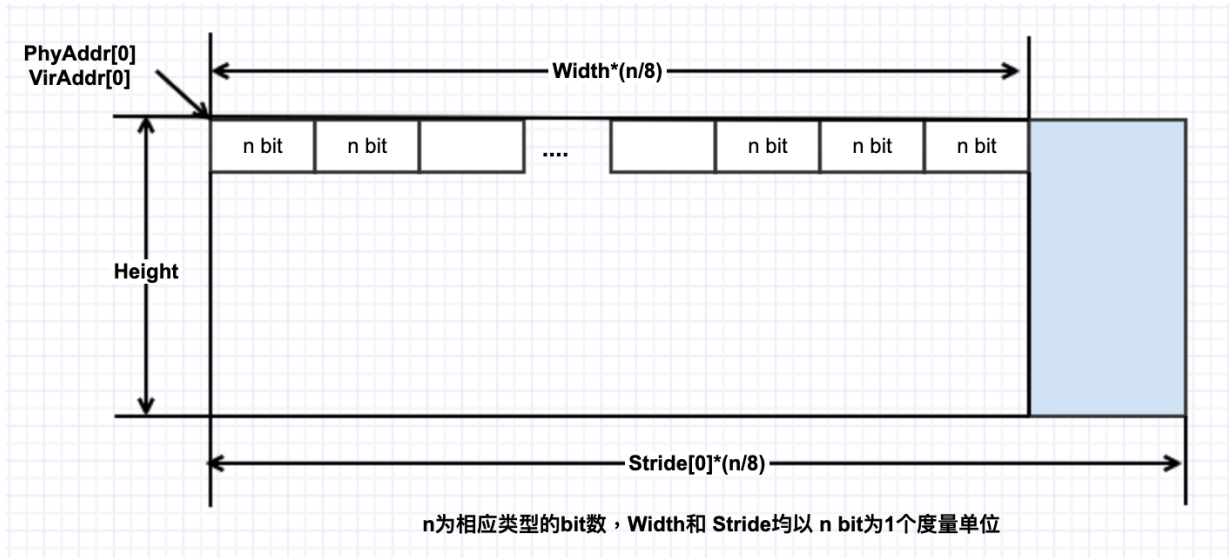 PhyAddr[0]
VirAddr[0]
Width*(n/8)
n bit
n bit
....
n bit
n bit
n bit
Height
Stride[0]*(n/8)
n为相应类型的bit数，Width和 Stride均以 n bit为1个度量单位